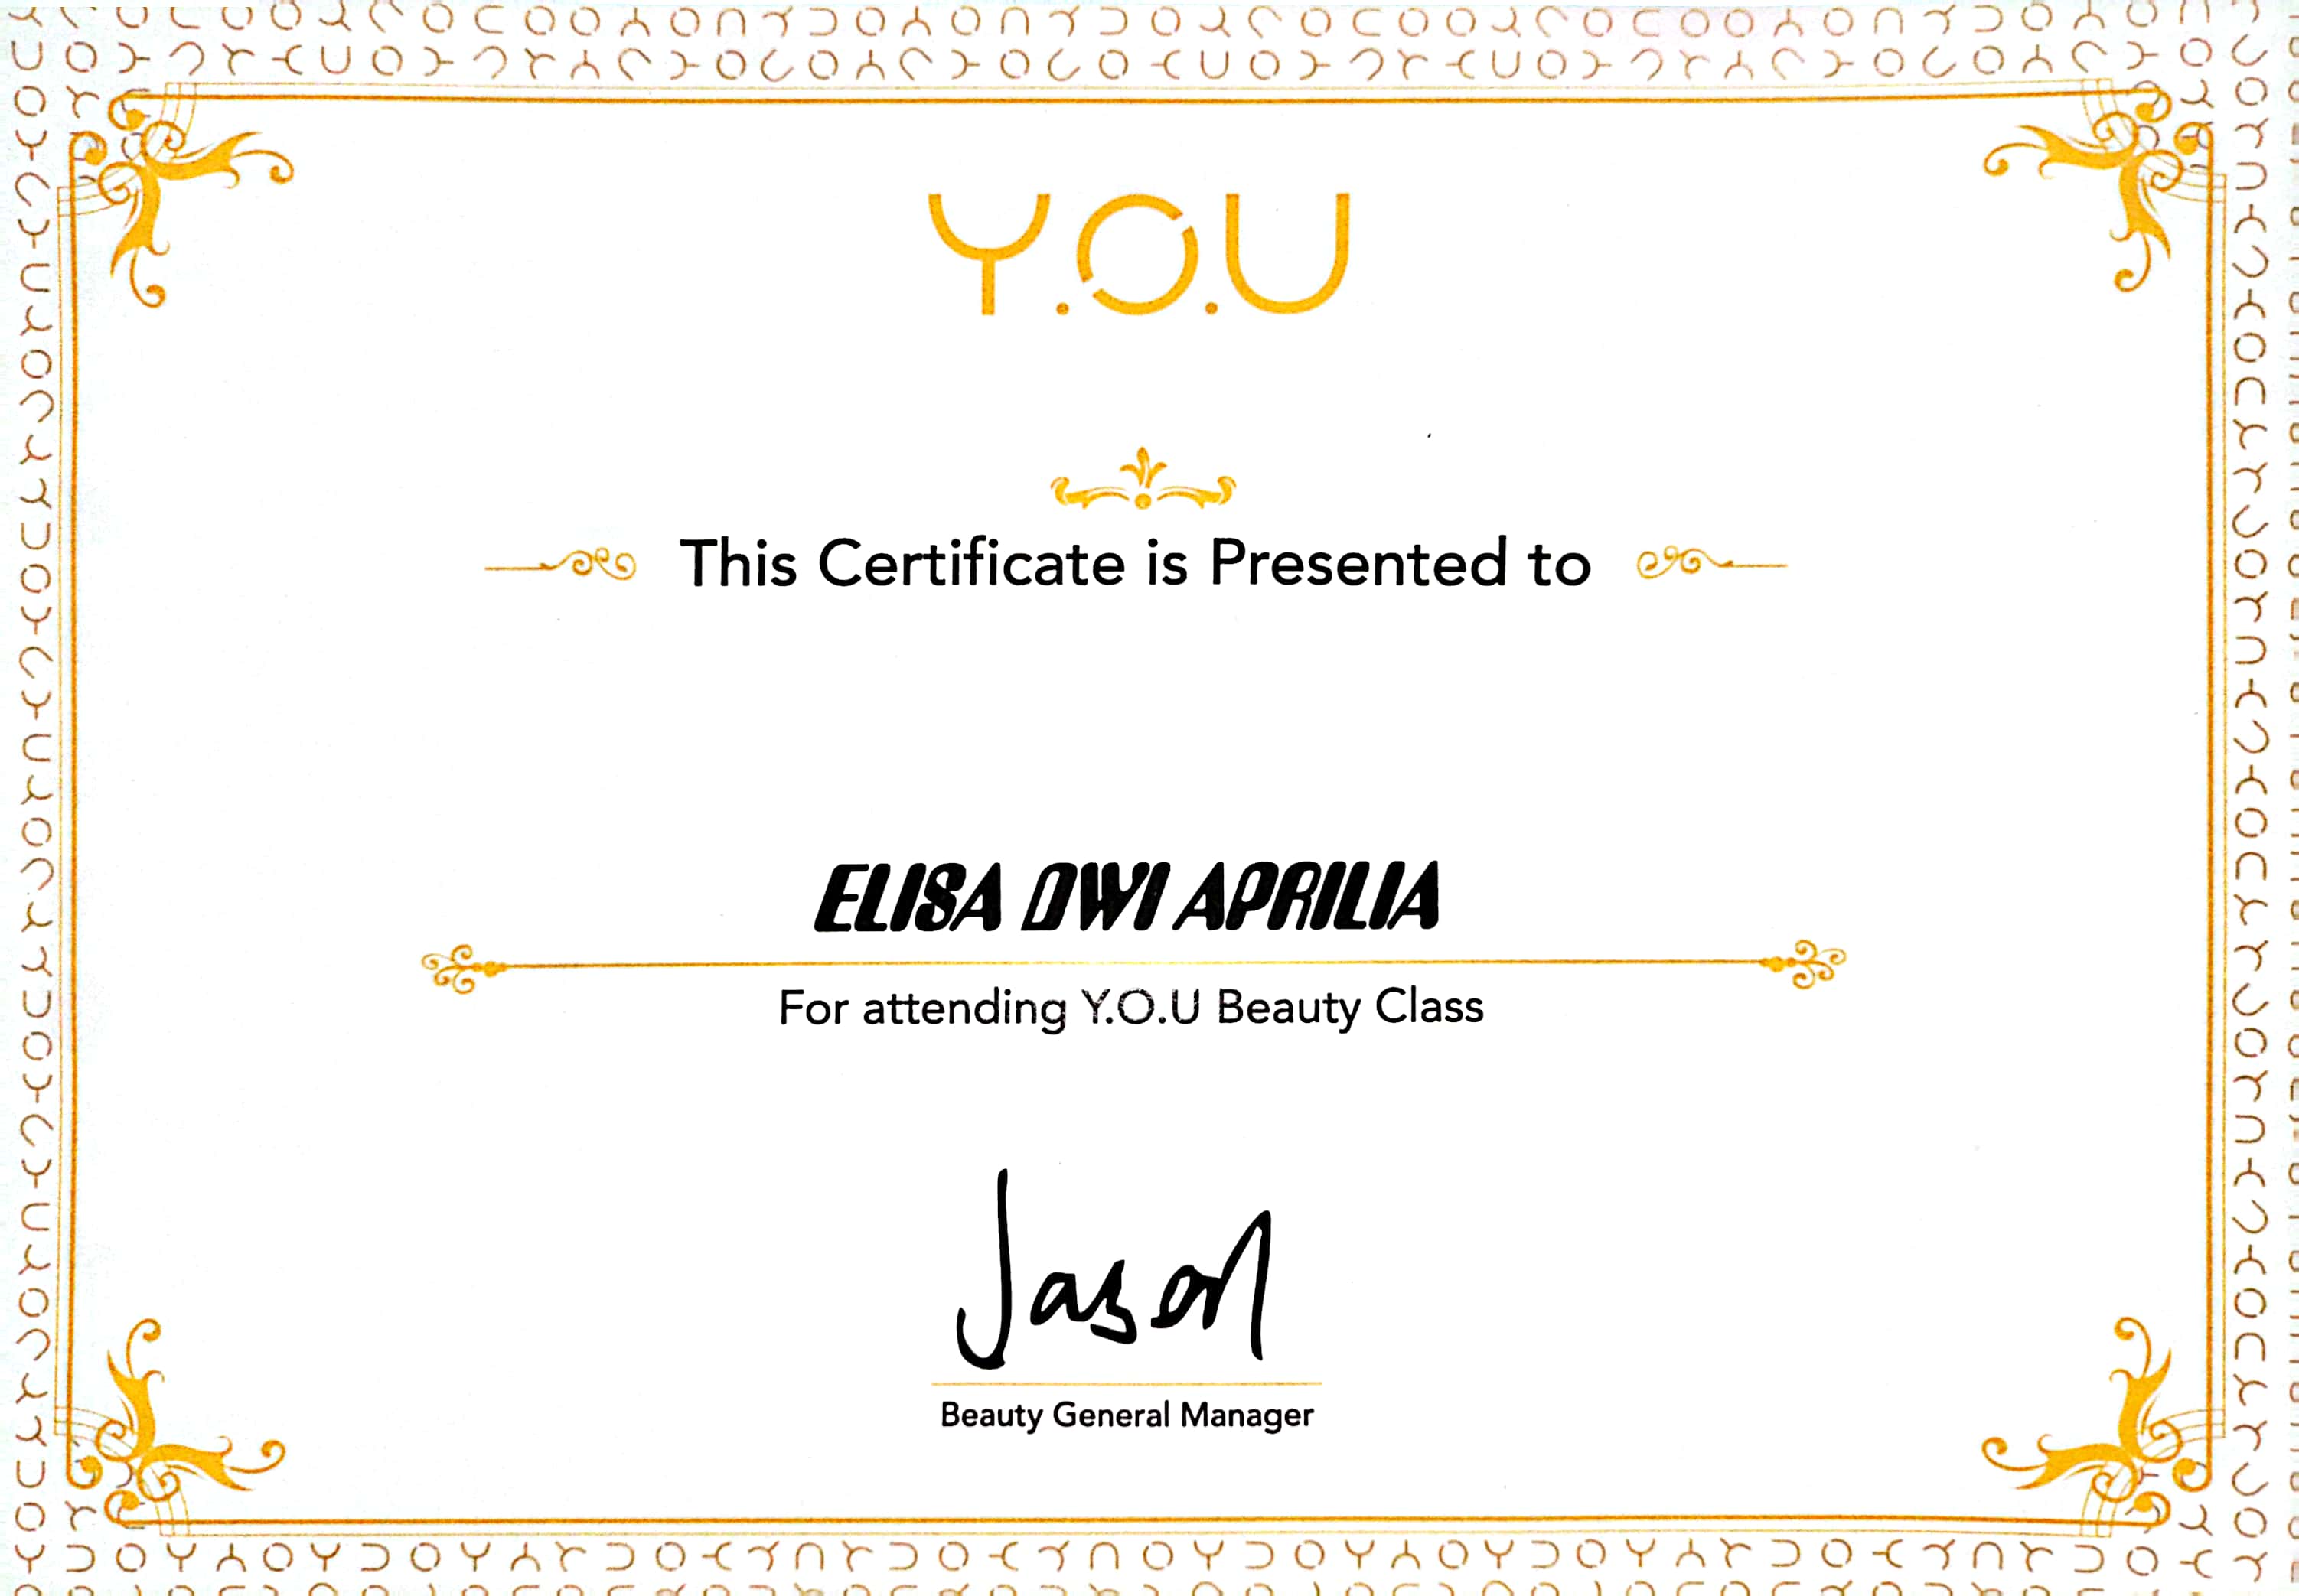 Y.O.U
This Certificate is Presented to
ELISA DWI APRILIA
For attending Y.O.U Beauty Class
Jason
Beauty General Manager